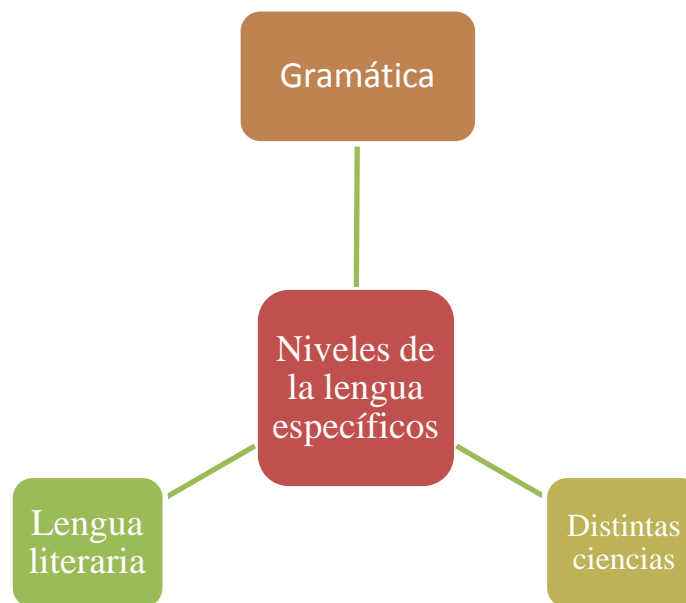 Gramática
Niveles de
la lengua
específicos
Lengua
literaria
Distintas
ciencias